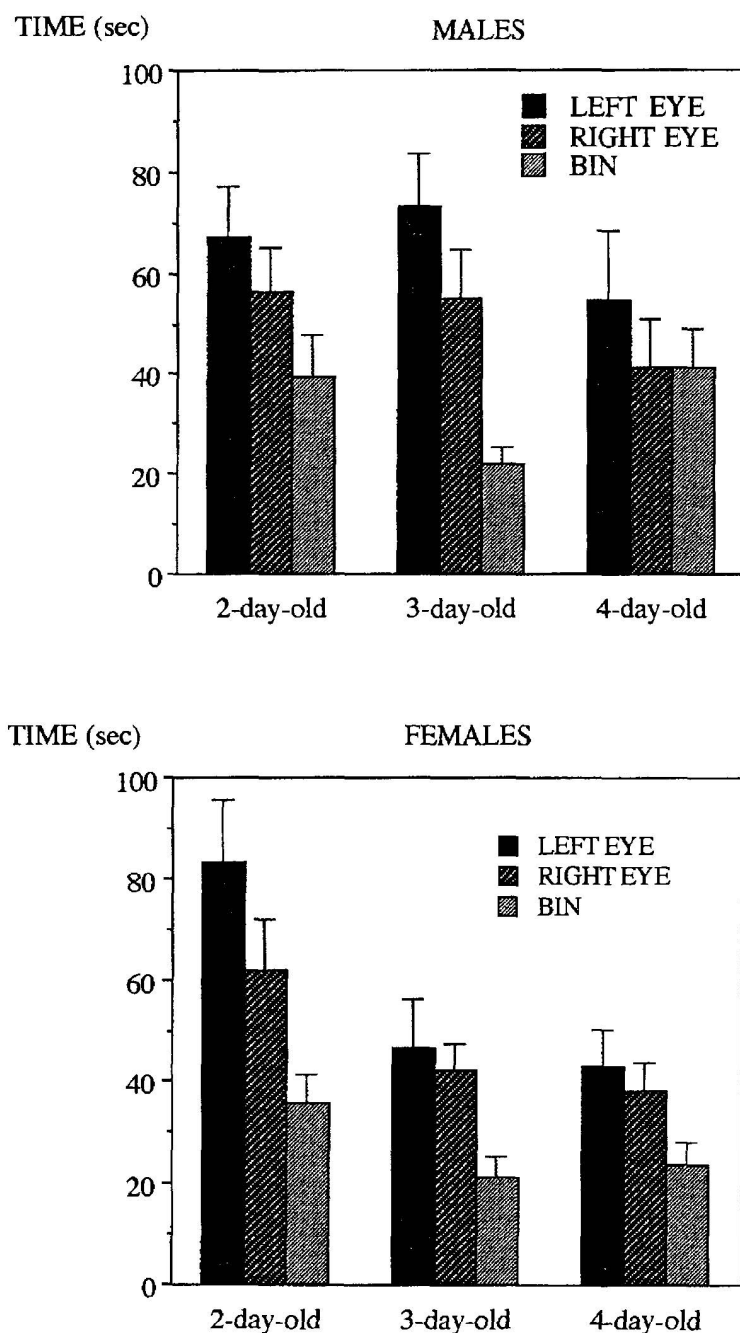 TIME (sec) MALES
100
80
60
40
20
0
LEFT EYE
RIGHT EYE
BIN
2-day-old 3-day-old 4-day-old
TIME (sec) FEMALES
100
80
60
40
20
0
LEFT EYE
RIGHT EYE
BIN
2-day-old 3-day-old 4-day-old